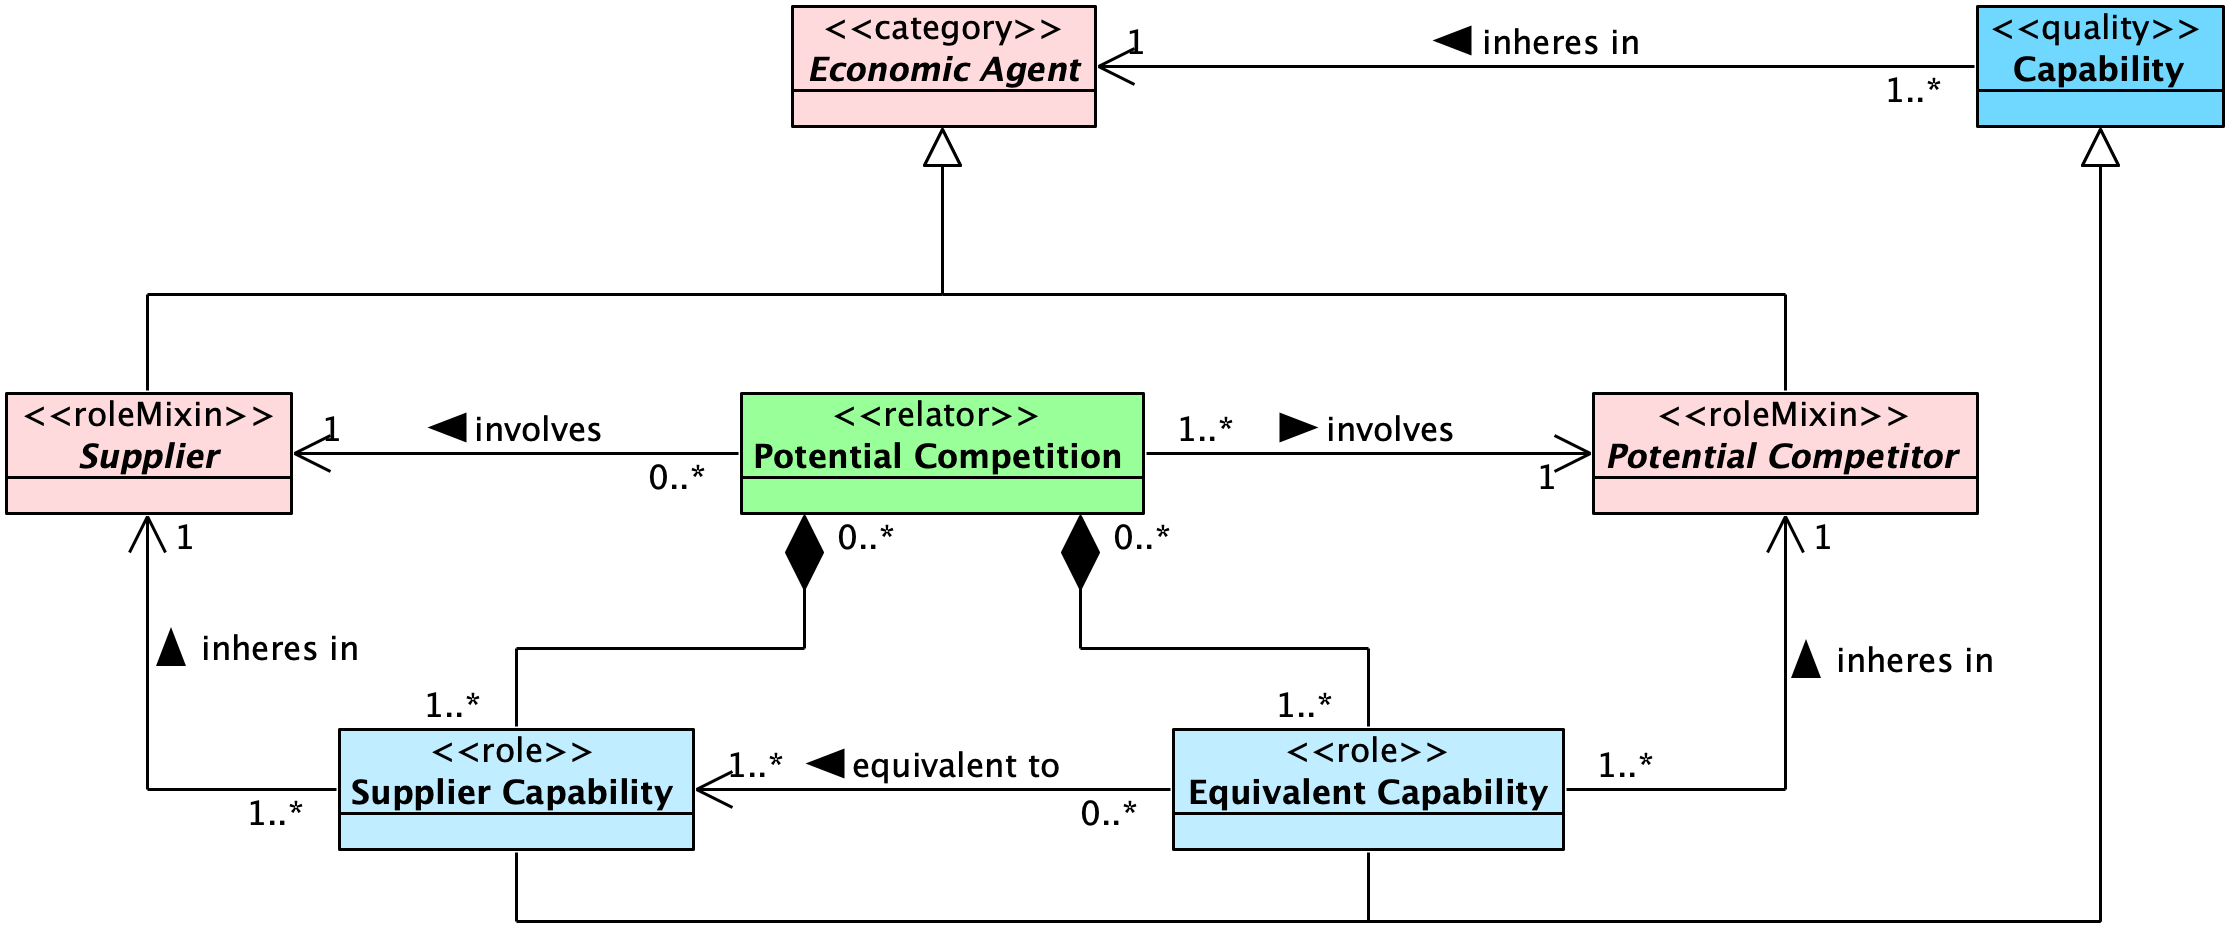 <<category>>
Economic Agent
1
inheres in
1..*
<<quality>>
Capability
<<roleMixin>>
Supplier
1
involves
0..*
<<relator>>
Potential Competition
1..*
involves
1
<<roleMixin>>
Potential Competitor
1
0..*
0..*
1
inheres in
inheres in
1..*
1..*
1..*
<<role>>
Supplier Capability
1..*
equivalent to
0..*
<<role>>
Equivalent Capability
1..*